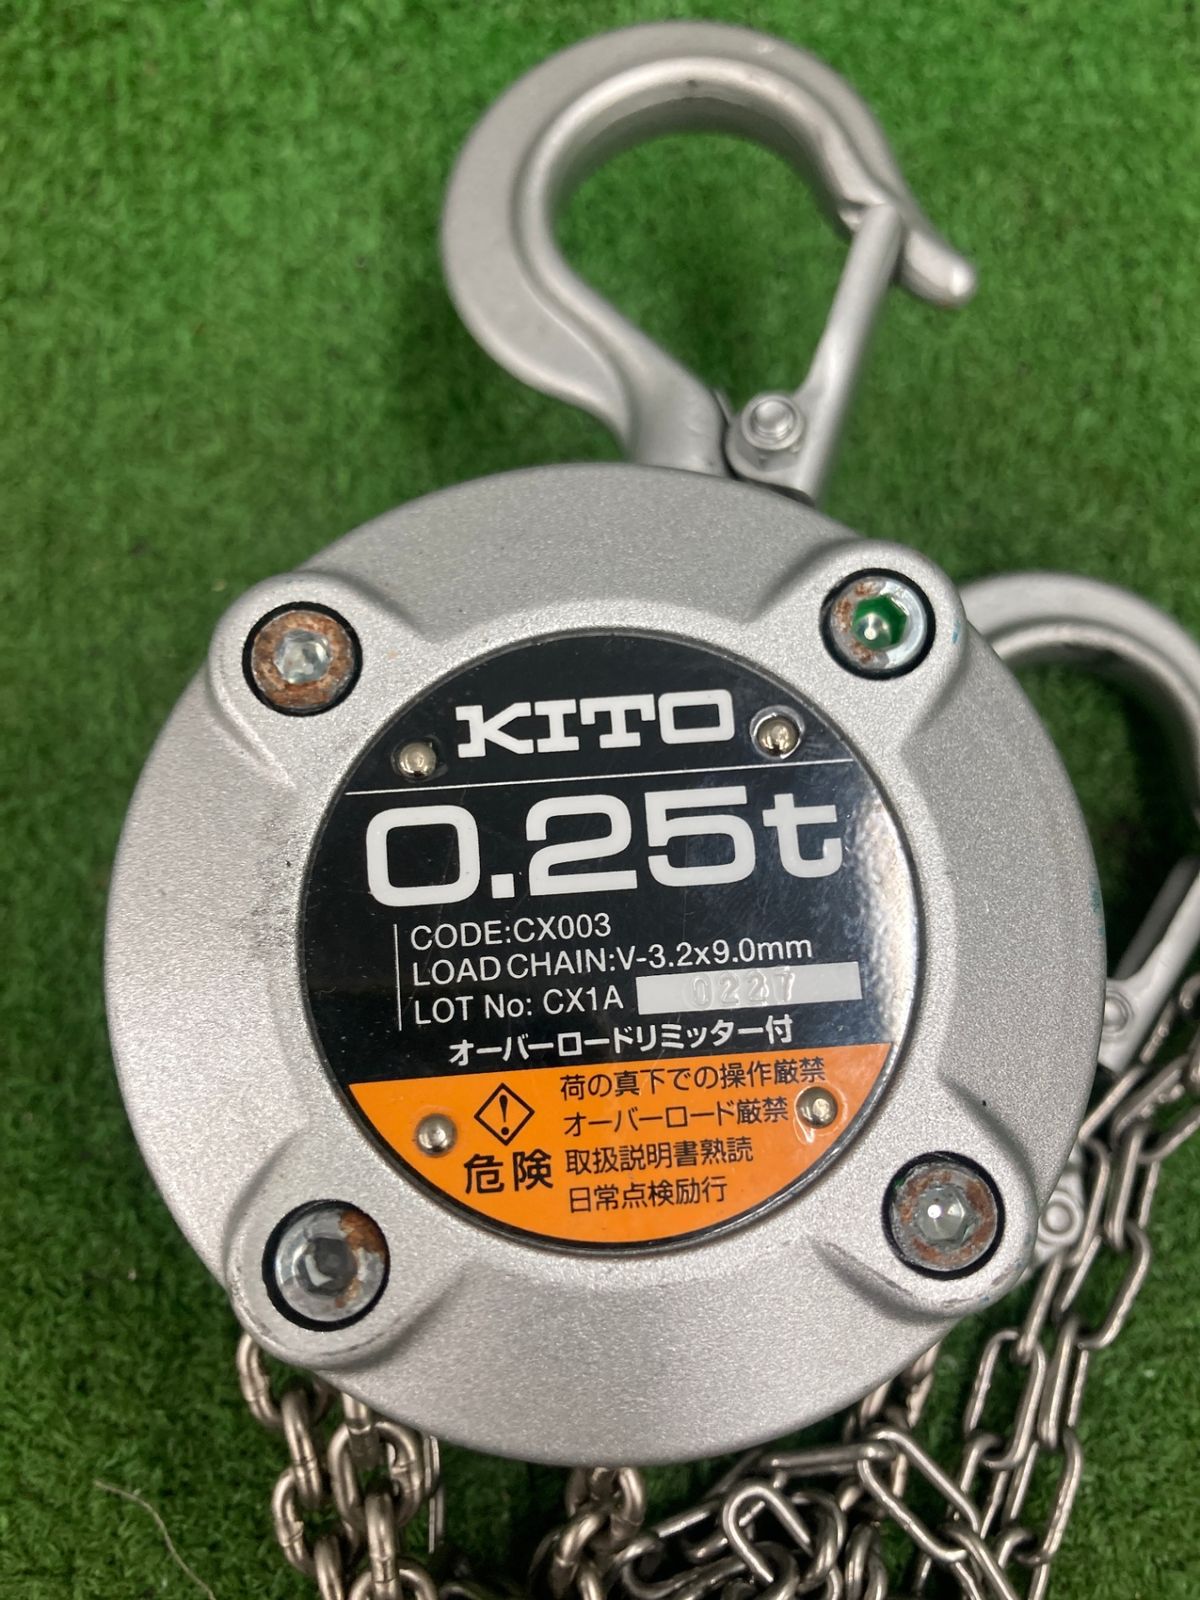 KITO
0.25t
CODE:CX003
LOAD CHAIN:V-3.2x9.0mm
LOT No: CX1A 0227
オーバーロードリミッター付
危険
荷の真下での操作厳禁
オーバーロード厳禁
取扱説明書熟読
日常点検励行